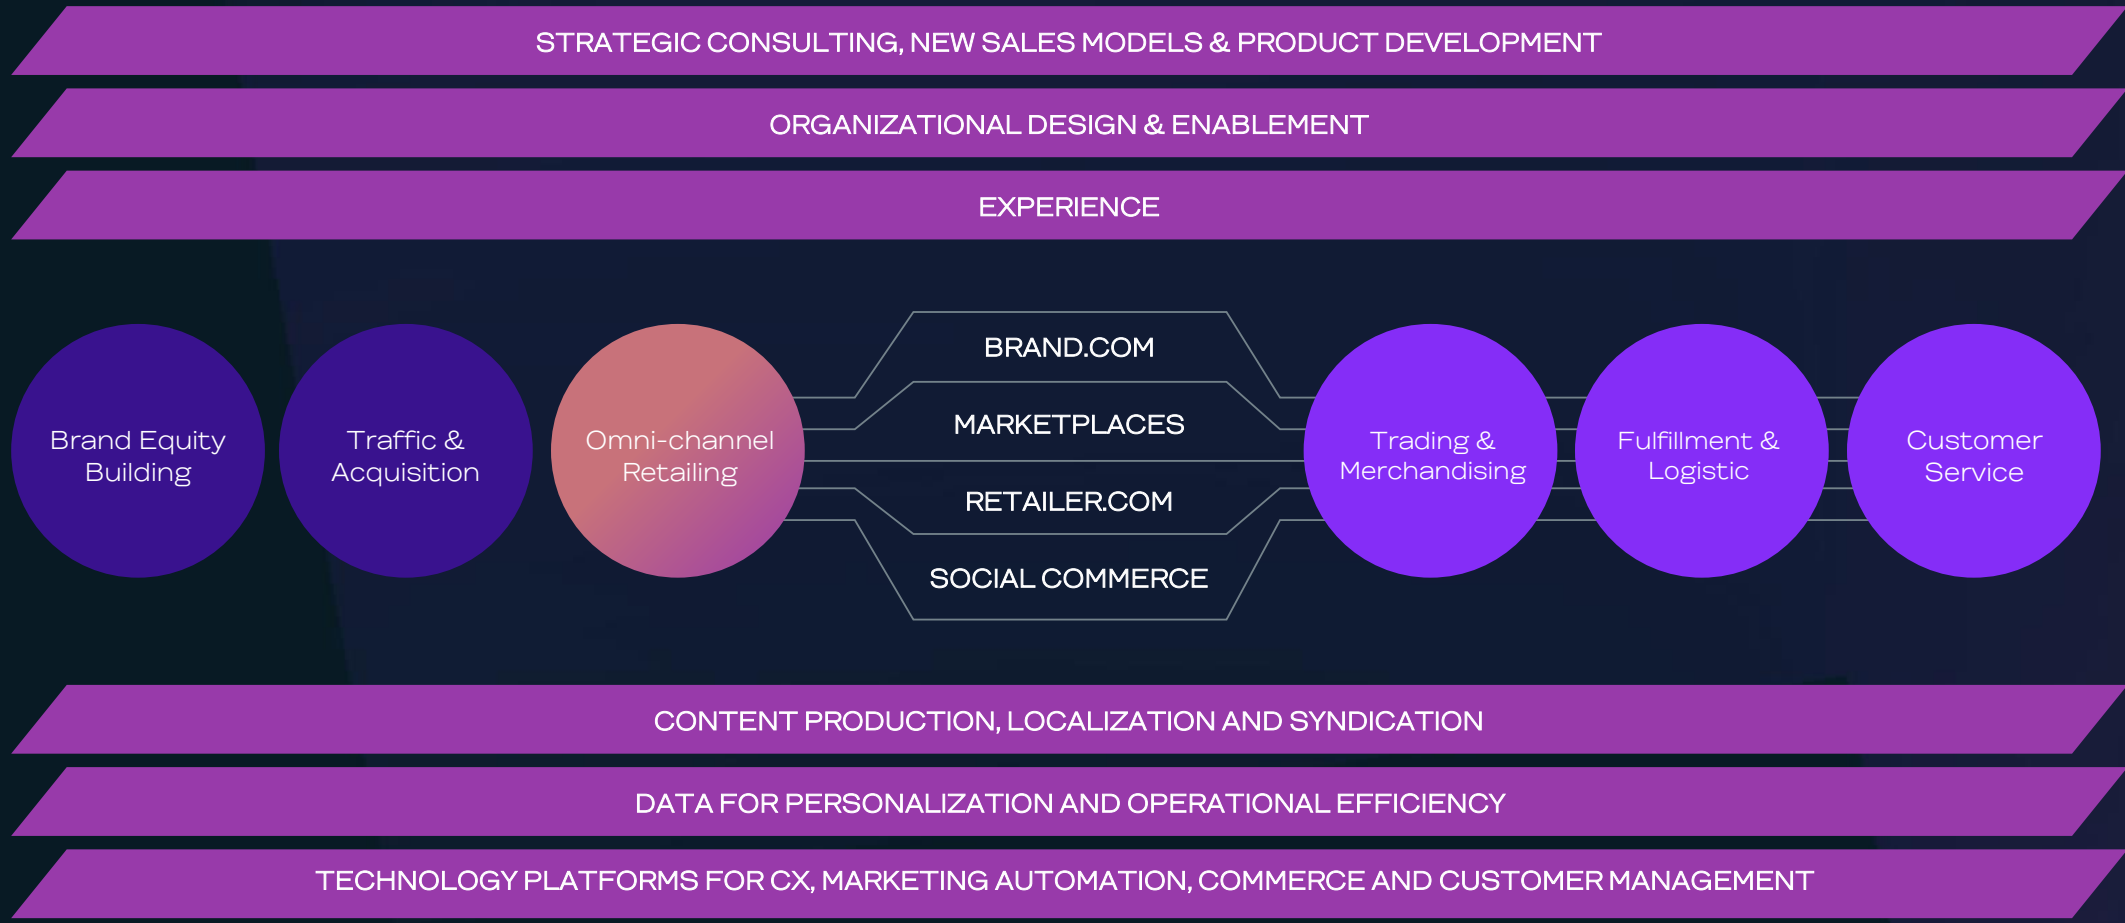 STRATEGIC CONSULTING, NEW SALES MODELS & PRODUCT DEVELOPMENT
ORGANIZATIONAL DESIGN & ENABLEMENT
EXPERIENCE
Brand Equity
Building
Traffic &
Acquisition
Omni-channel
Retailing
BRAND.COM
MARKETPLACES
RETAILER.COM
SOCIAL COMMERCE
Trading &
Merchandising
Fulfillment &
Logistic
Customer
Service
CONTENT PRODUCTION, LOCALIZATION AND SYNDICATION
DATA FOR PERSONALIZATION AND OPERATIONAL EFFICIENCY
TECHNOLOGY PLATFORMS FOR CX, MARKETING AUTOMATION, COMMERCE AND CUSTOMER MANAGEMENT